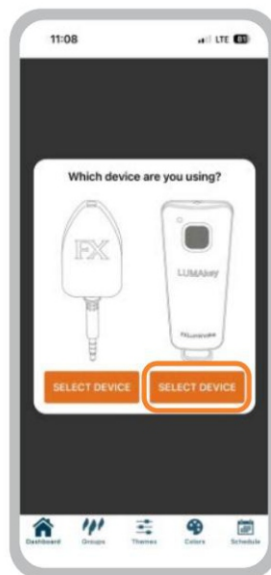 11:08
LTE 81
Which device are you using?
FX
LUMAkey
SELECT DEVICE
SELECT DEVICE
Dashboard
Groups
Themes
Colors
Schedule